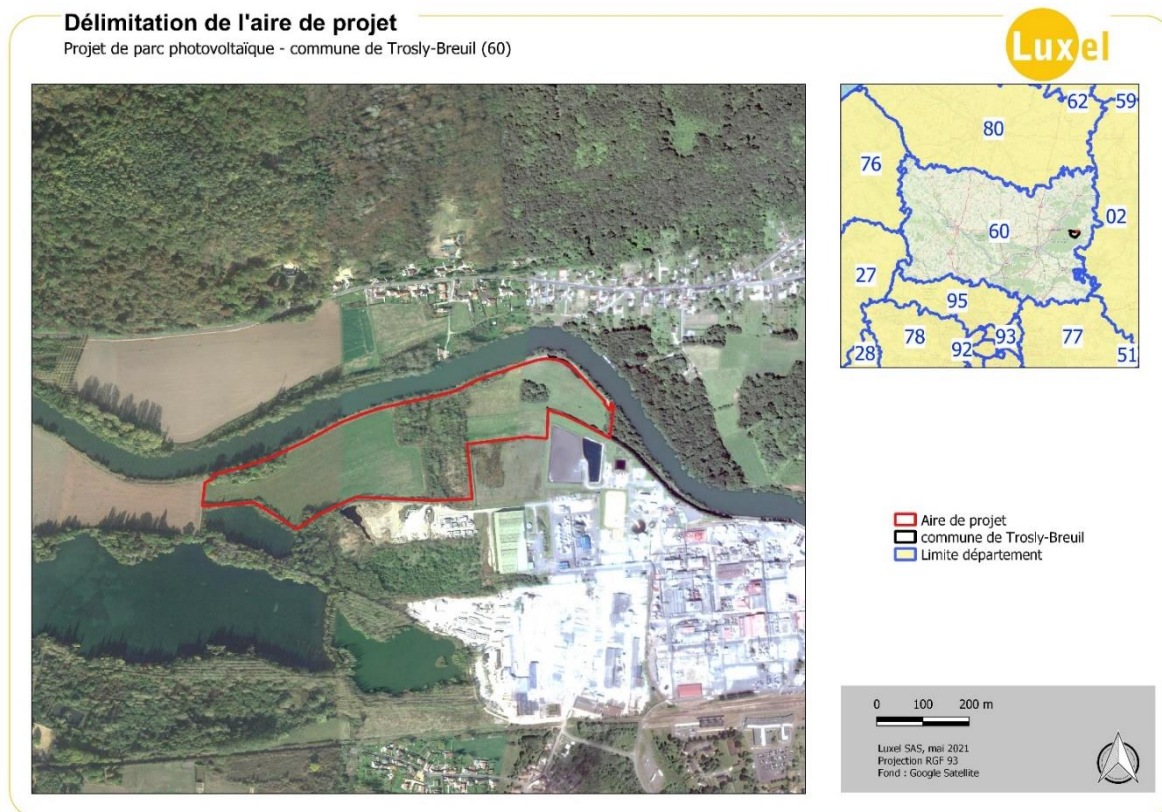 Délimitation de l'aire de projet
Projet de parc photovoltaïque - commune de Trosly-Breuil (60)
Luxel
62
59
80
76
02
60
27
95
78
93
92
77
28
51
Aire de projet
commune de Trosly-Breuil
Limite département
0 100 200 m
Luxel SAS, mai 2021
Projection RGF 93
Fond : Google Satellite